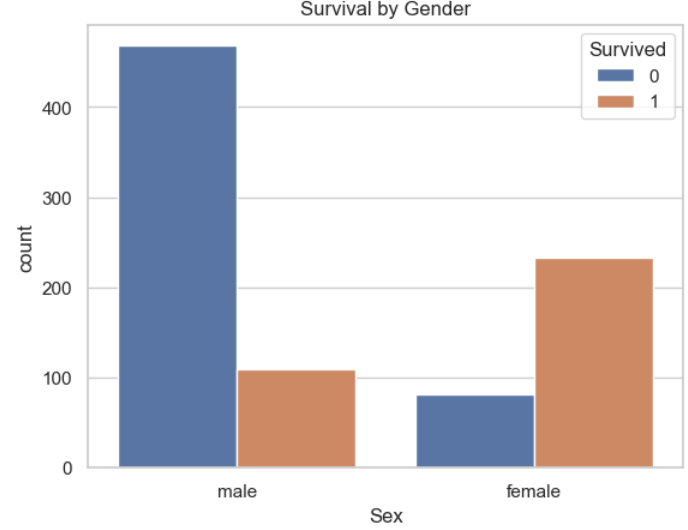 Survival by Gender
Survived
0
1
400
300
200
100
0
count
male female
Sex